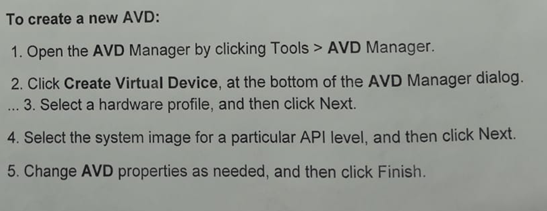 To create a new AVD:
1. Open the AVD Manager by clicking Tools > AVD Manager.
2. Click Create Virtual Device, at the bottom of the AVD Manager dialog.
... 3. Select a hardware profile, and then click Next.
4. Select the system image for a particular API level, and then click Next.
5. Change AVD properties as needed, and then click Finish.